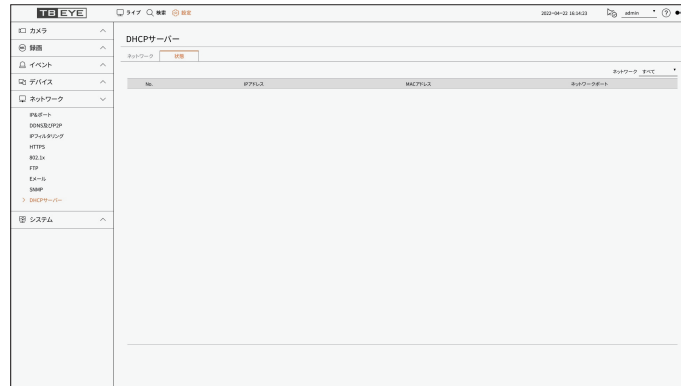 TB EYE
ライブ 検索 設定
2022-04-22 16:14:23 admin ?
カメラ
録画
イベント
デバイス
ネットワーク
IP&ポート
DDNS及びP2P
IPフィルタリング
HTTPS
802.1x
FTP
Eメール
SNMP
> DHCPサーバー
システム
DHCPサーバー
ネットワーク 状態
ネットワーク すべて
No. IPアドレス MACアドレス ネットワークポート